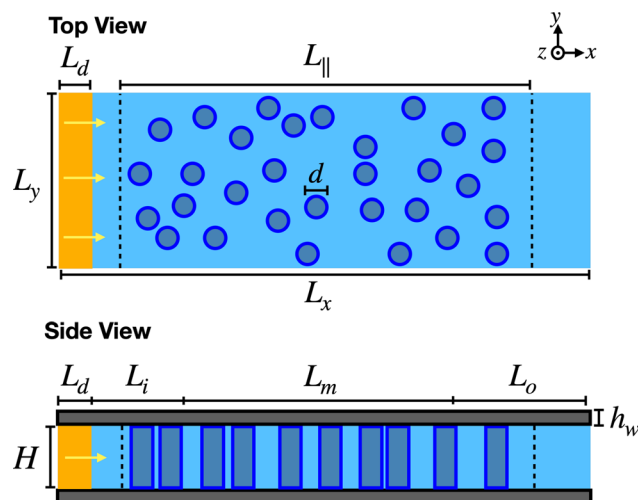 Top View
y
z x
L_d
L_∥
L_y
d
L_x
Side View
L_d L_i L_m L_o
h_w
H